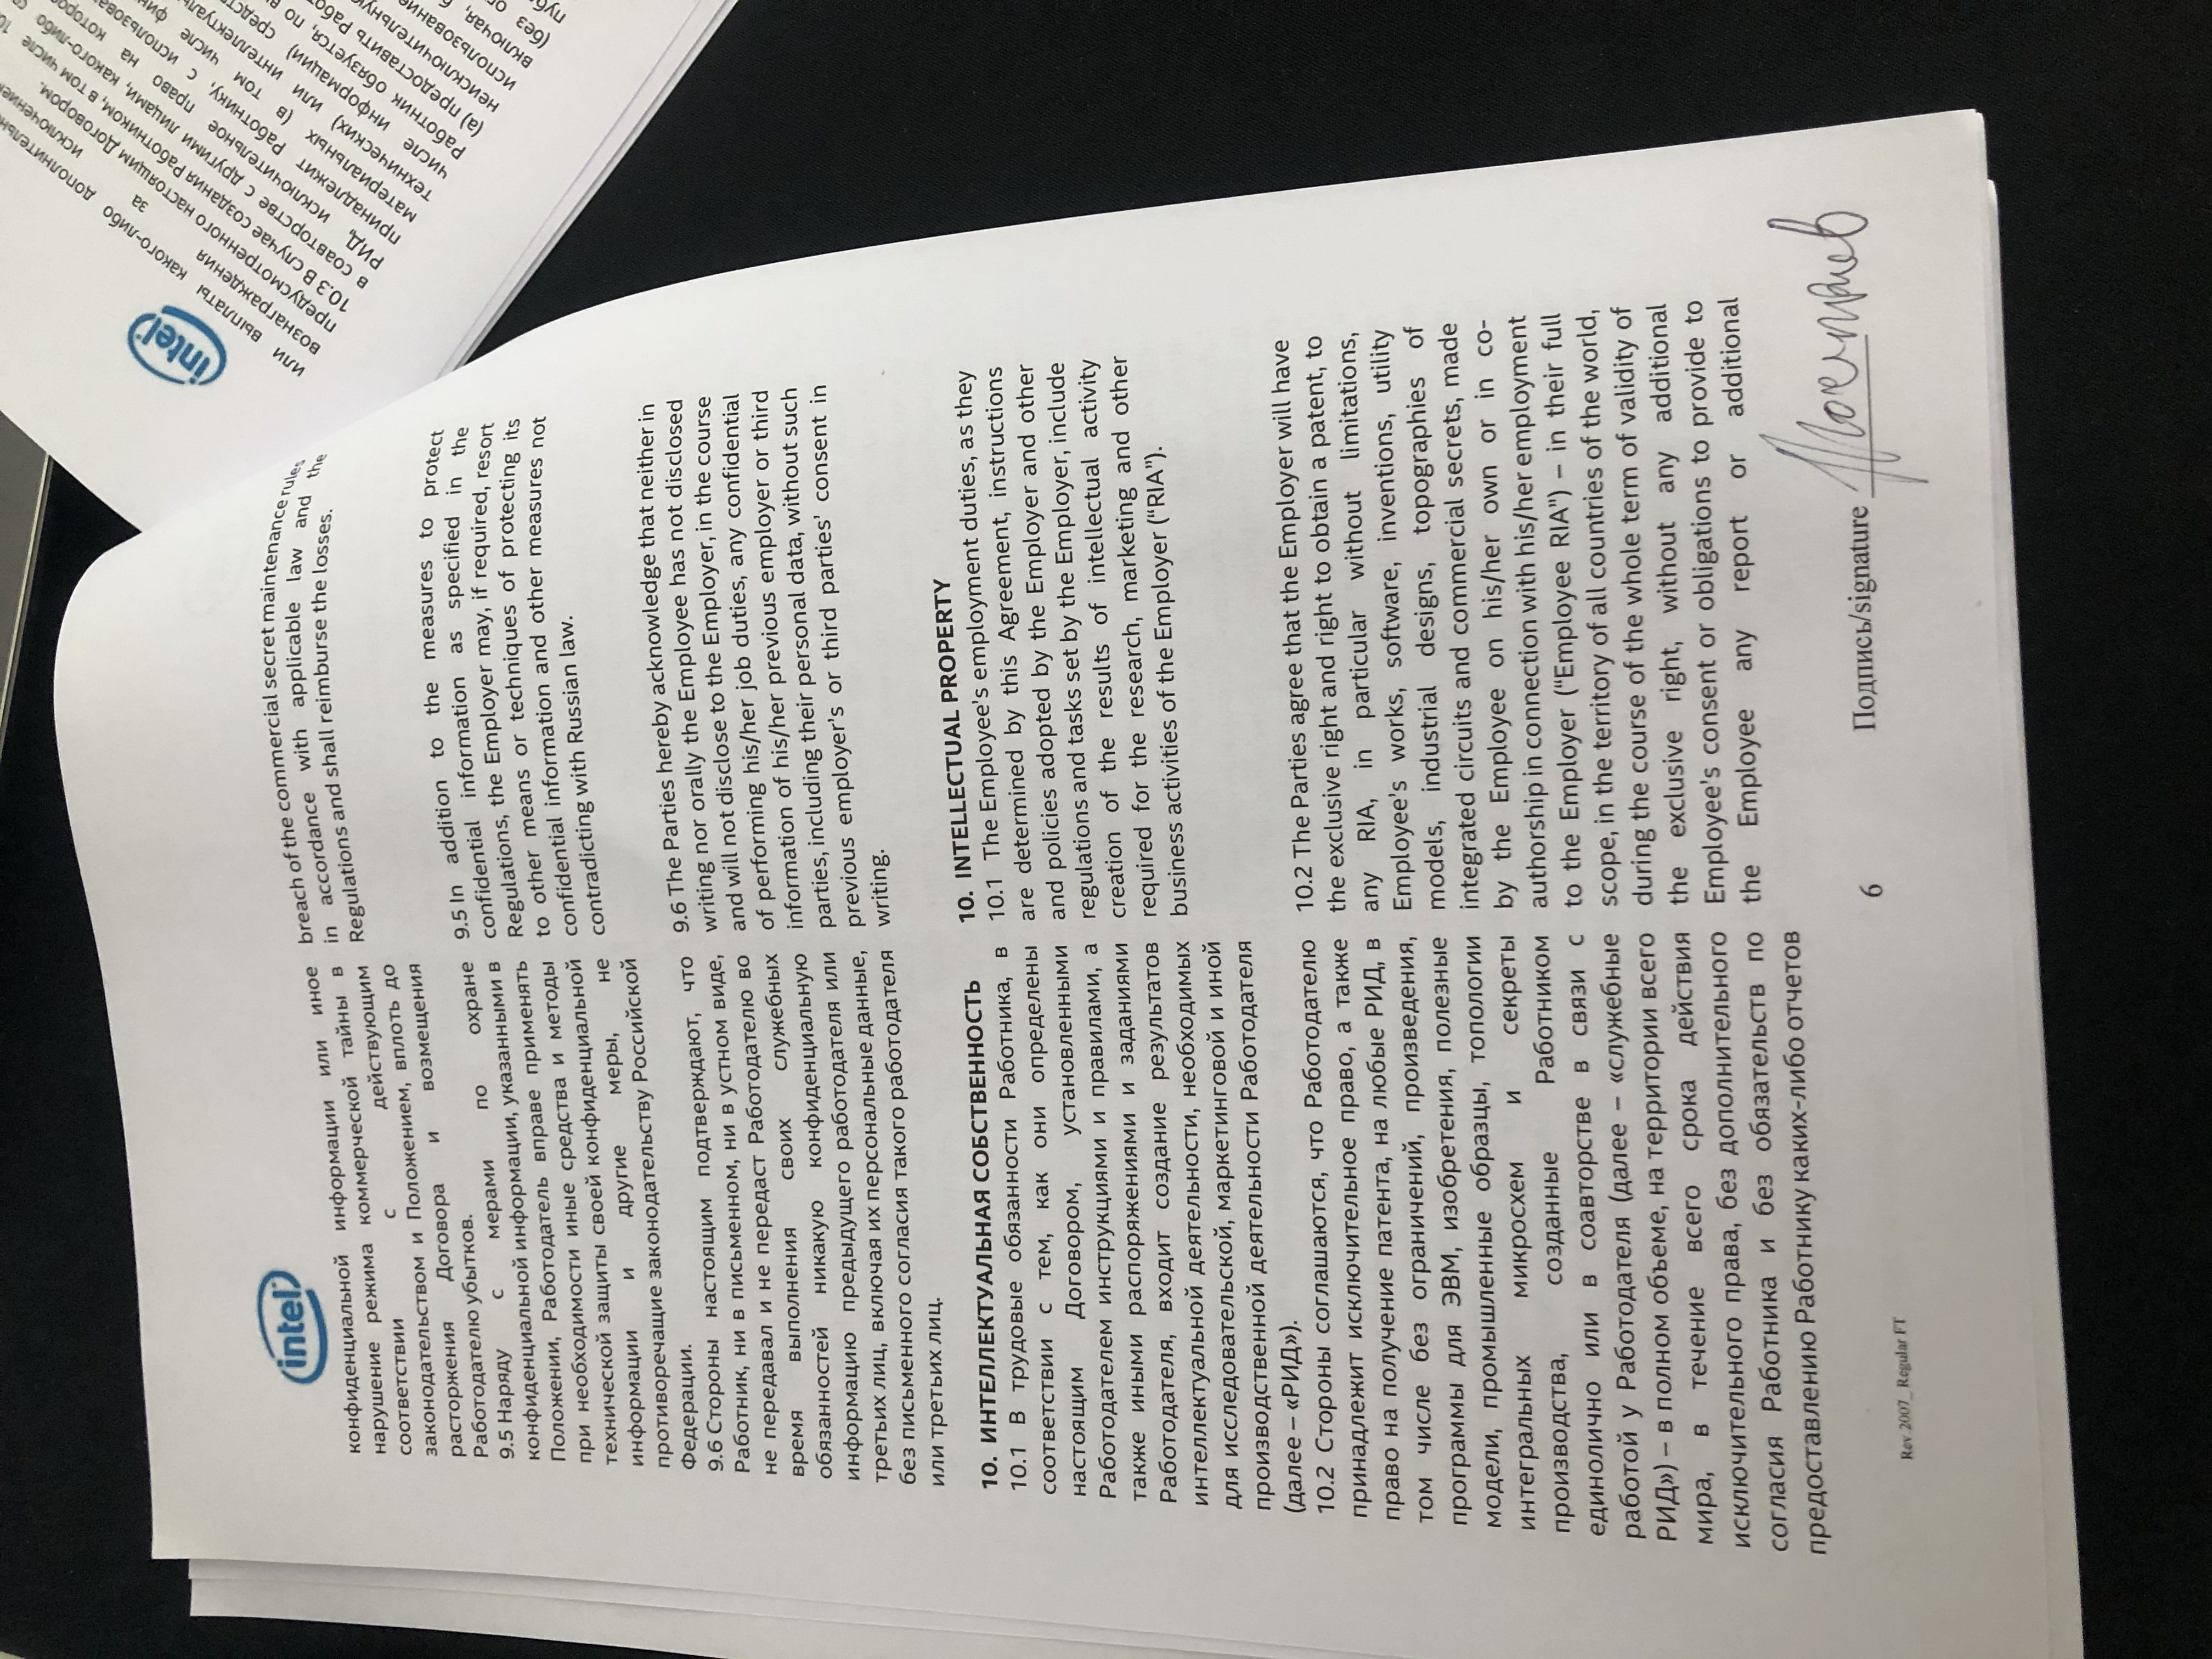 intel
конфиденциальной информации или иное
нарушение режима коммерческой тайны в
соответствии с действующим
законодательством и Положением, вплоть до
расторжения Договора и возмещения
Работодателю убытков.
9.5 Наряду с мерами по охране
конфиденциальной информации, указанными в
Положении, Работодатель вправе применять
при необходимости иные средства и методы
технической защиты своей конфиденциальной
информации и другие меры, не
противоречащие законодательству Российской
Федерации.
9.6 Стороны настоящим подтверждают, что
Работник, ни в письменном, ни в устном виде,
не передавал и не передаст Работодателю во
время выполнения своих служебных
обязанностей никакую конфиденциальную
информацию предыдущего работодателя или
третьих лиц, включая их персональные данные,
без письменного согласия такого работодателя
или третьих лиц.
10. ИНТЕЛЛЕКТУАЛЬНАЯ СОБСТВЕННОСТЬ
10.1 В трудовые обязанности Работника, в
соответствии с тем, как они определены
настоящим Договором, установленными
Работодателем инструкциями и правилами, а
также иными распоряжениями и заданиями
Работодателя, входит создание результатов
интеллектуальной деятельности, необходимых
для исследовательской, маркетинговой и иной
производственной деятельности Работодателя
(далее – «РИД»).
10.2 Стороны соглашаются, что Работодателю
принадлежит исключительное право, а также
право на получение патента, на любые РИД, в
том числе без ограничений, произведения,
программы для ЭВМ, изобретения, полезные
модели, промышленные образцы, топологии
интегральных микросхем и секреты
производства, созданные Работником
единолично или в соавторстве в связи с
работой у Работодателя (далее – «служебные
РИД») – в полном объеме, на территории всего
мира, в течение всего срока действия
исключительного права, без дополнительного
согласия Работника и без обязательств по
предоставлению Работнику каких-либо отчетов
breach of the commercial secret maintenance rules
in accordance with applicable law and the
Regulations and shall reimburse the losses.
9.5 In addition to the measures to protect
confidential information as specified in the
Regulations, the Employer may, if required, resort
to other means or techniques of protecting its
confidential information and other measures not
contradicting with Russian law.
9.6 The Parties hereby acknowledge that neither in
writing nor orally the Employee has not disclosed
and will not disclose to the Employer, in the course
of performing his/her job duties, any confidential
information of his/her previous employer or third
parties, including their personal data, without such
previous employer's or third parties' consent in
writing.
10. INTELLECTUAL PROPERTY
10.1 The Employee's employment duties, as they
are determined by this Agreement, instructions
and policies adopted by the Employer and other
regulations and tasks set by the Employer, include
creation of the results of intellectual activity
required for the research, marketing and other
business activities of the Employer (“RIA”).
10.2 The Parties agree that the Employer will have
the exclusive right and right to obtain a patent, to
any RIA, in particular without limitations,
Employee's works, software, inventions, utility
models, industrial designs, topographies of
integrated circuits and commercial secrets, made
by the Employee on his/her own or in co-
authorship in connection with his/her employment
to the Employer (“Employee RIA”) – in their full
scope, in the territory of all countries of the world,
during the course of the whole term of validity of
the exclusive right, without any additional
Employee's consent or obligations to provide to
the Employee any report or additional
6
Подпись/signature
Rev 2007_ Regular FT
intel
или выплаты какого-либо
вознаграждения за исключением
предусмотренного настоящим Договором.
10.3 В случае создания Работником, в том числе
в соавторстве с другими лицами, какого-либо
РИД, исключительное право на
принадлежит Работнику, с
материальных (в том числе
технических) или
числе информации)
Работник обязуется, по
(а) предоставить
использование
включая,
(без